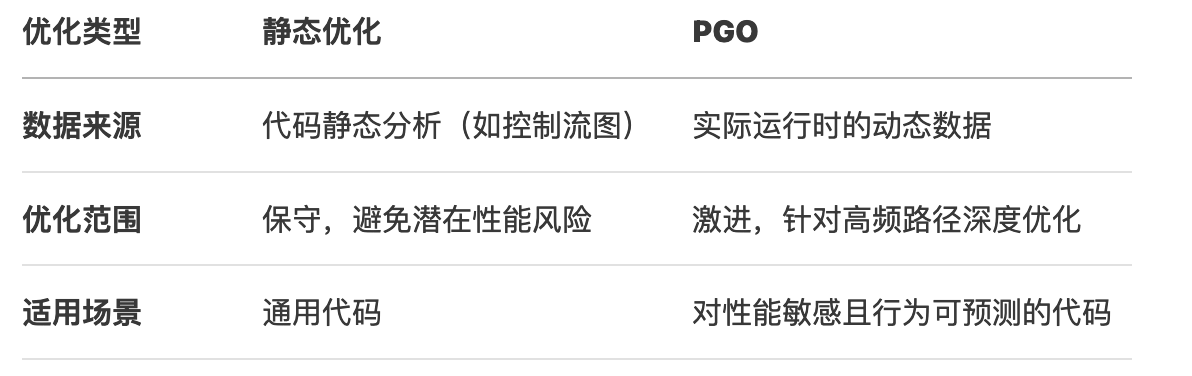 优化类型 静态优化 PGO
数据来源 代码静态分析（如控制流图） 实际运行时的动态数据
优化范围 保守，避免潜在性能风险 激进，针对高频路径深度优化
适用场景 通用代码 对性能敏感且行为可预测的代码